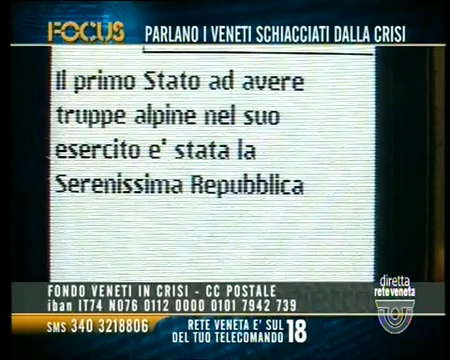 FOCUS PARLANO I VENETI SCHIACCIATI DALLA CRISI
Il primo Stato ad avere
truppe alpine nel suo
esercito e' stata la
Serenissima Repubblica
diretta
reteveneta
FONDO VENETI IN CRISI - CC POSTALE
iban IT74 N076 0112 0000 0101 7942 739
SMS 340 3218806
RETE VENETA E' SUL
DEL TUO TELECOMANDO 18